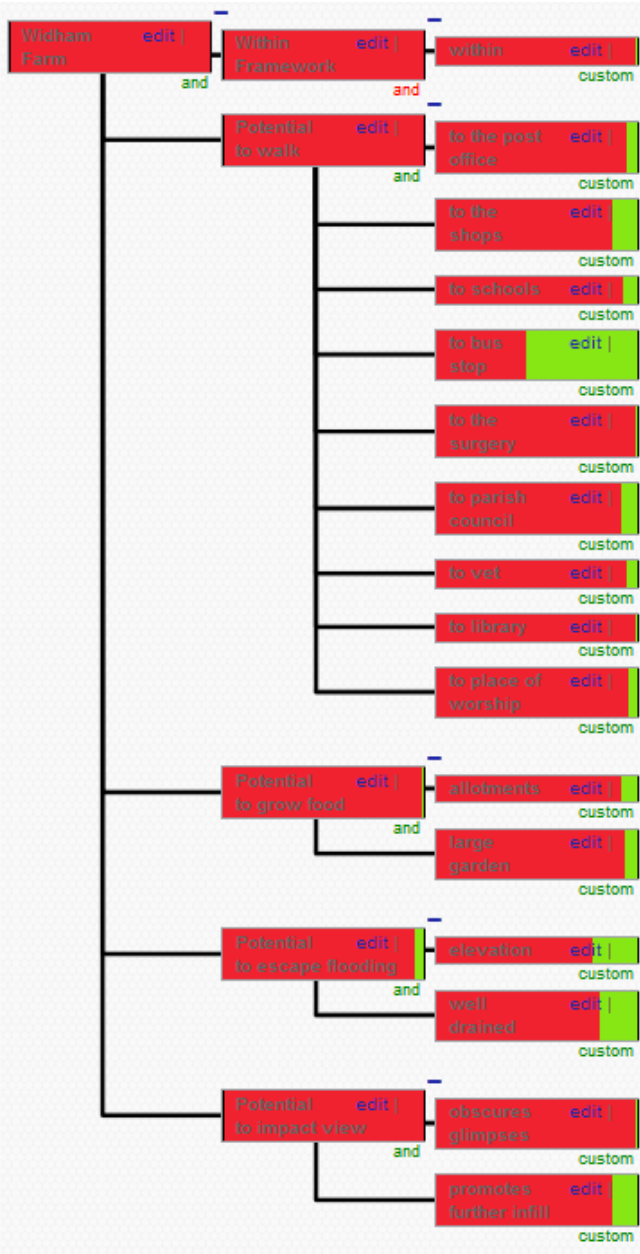 Widham edit |
Farm
and
Within edit |
Framework
and
within edit |
custom
Potential edit |
to walk
and
to the post edit |
office
custom
to the edit |
shops
custom
to schools edit |
custom
to bus edit |
stop
custom
to the edit |
surgery
custom
to parish edit |
council
custom
to vet edit |
custom
to library edit |
custom
to place of edit |
worship
custom
Potential edit |
to grow food
and
allotments edit |
custom
large edit |
garden
custom
Potential edit |
to escape flooding
and
elevation edit |
custom
well edit |
drained
custom
Potential edit |
to impact view
and
obscures edit |
glimpses
custom
promotes edit |
further infill
custom